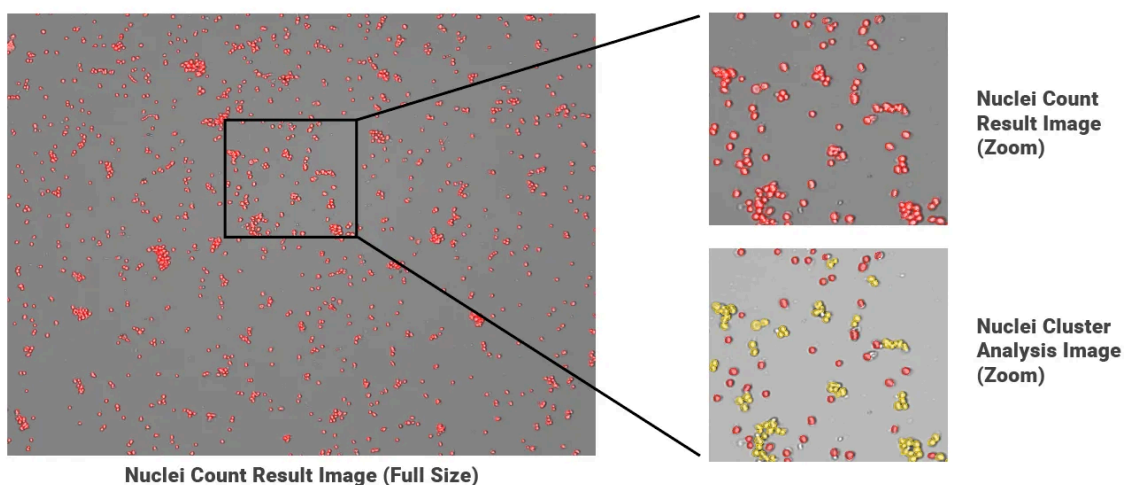 Nuclei Count
Result Image
(Zoom)
Nuclei Cluster
Analysis Image
(Zoom)
Nuclei Count Result Image (Full Size)